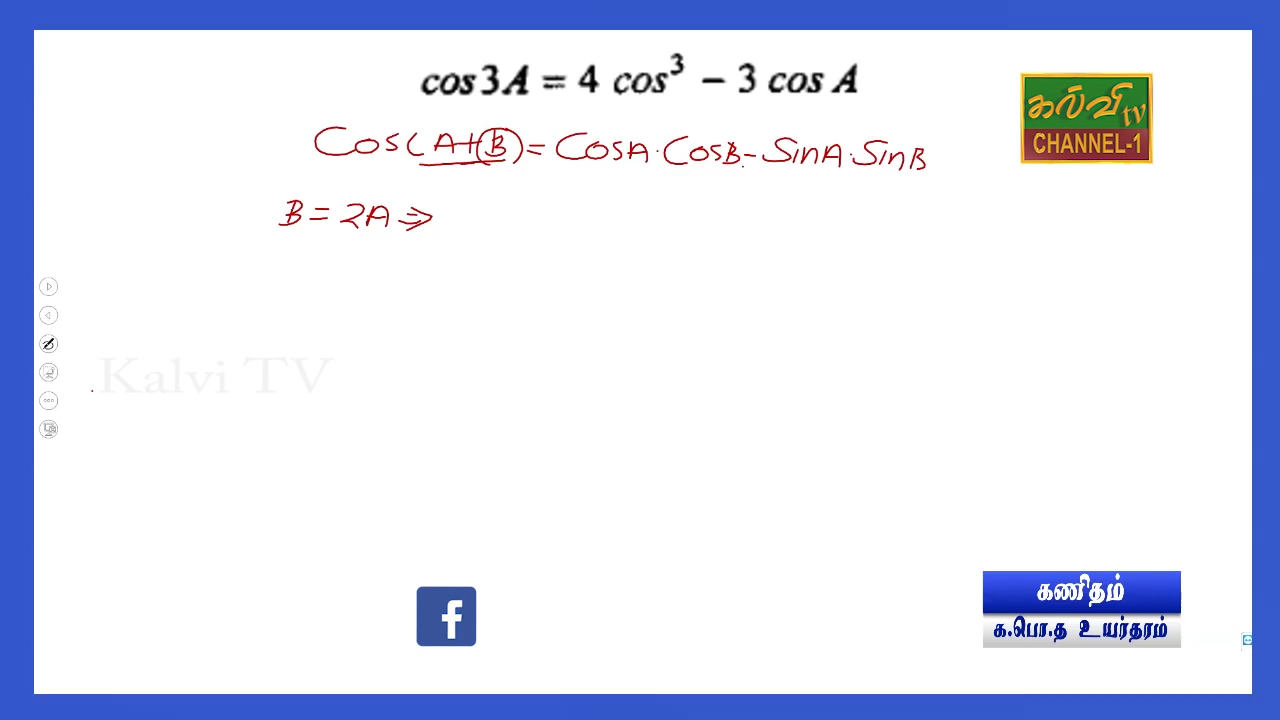 cos 3A = 4 cos³ − 3 cos A
கல்வி tv
CHANNEL-1
Cos(A+B) = CosA·CosB − SinA·SinB
B = 2A ⇒
Kalvi TV
f
கணிதம்
க.பொ.த உயர்தரம்